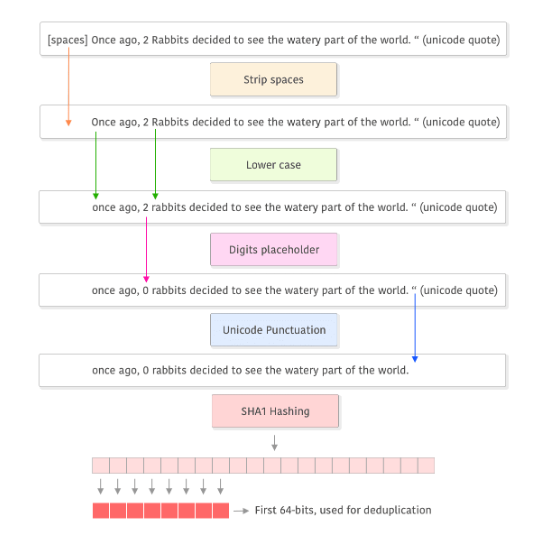 [spaces] Once ago, 2 Rabbits decided to see the watery part of the world. “ (unicode quote)
Strip spaces
Once ago, 2 Rabbits decided to see the watery part of the world. “ (unicode quote)
Lower case
once ago, 2 rabbits decided to see the watery part of the world. “ (unicode quote)
Digits placeholder
once ago, 0 rabbits decided to see the watery part of the world. “ (unicode quote)
Unicode Punctuation
once ago, 0 rabbits decided to see the watery part of the world.
SHA1 Hashing
First 64-bits, used for deduplication